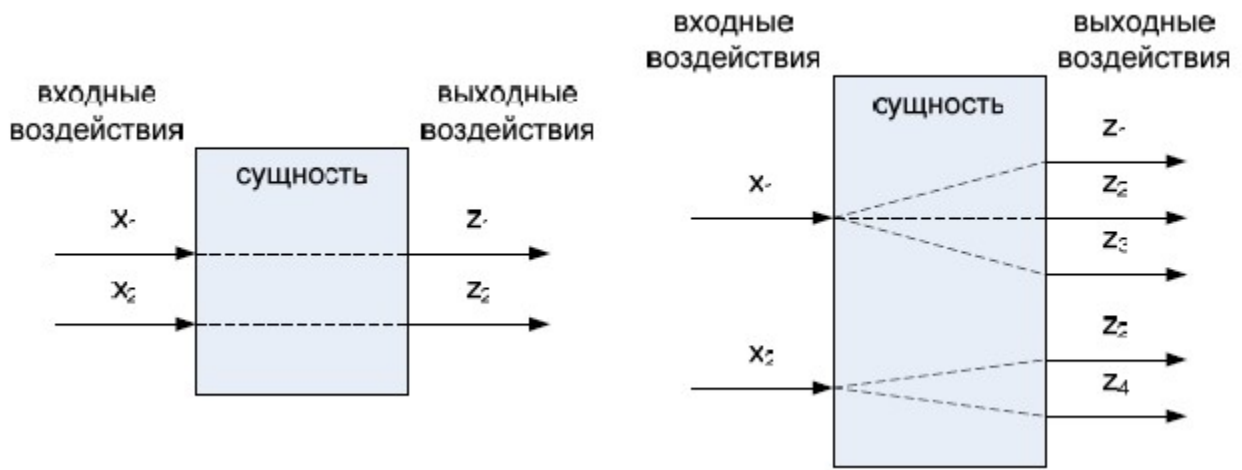 входные
воздействия
выходные
воздействия
сущность
x₁
z₁
x₂
z₂
входные
воздействия
выходные
воздействия
сущность
z₁
x₁
z₂
z₃
z₂
x₂
z₄